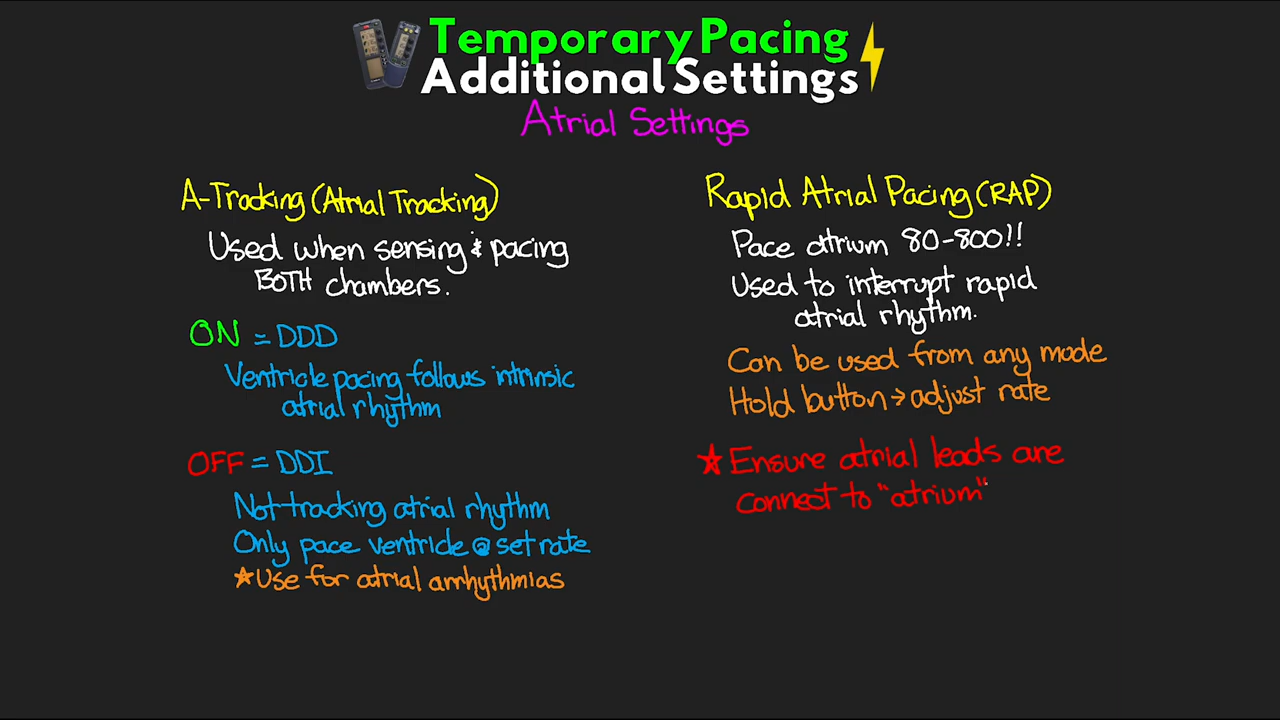 Temporary Pacing
Additional Settings
Atrial Settings
A-Tracking (Atrial Tracking)
Used when sensing & pacing
BOTH chambers.
ON = DDD
Ventricle pacing follows intrinsic
atrial rhythm
OFF = DDI
Not tracking atrial rhythm
Only pace ventricle @ set rate
★Use for atrial arrhythmias
Rapid Atrial Pacing (RAP)
Pace atrium 80-800!!
Used to interrupt rapid
atrial rhythm.
Can be used from any mode
Hold button → adjust rate
★ Ensure atrial leads are
connect to "atrium"